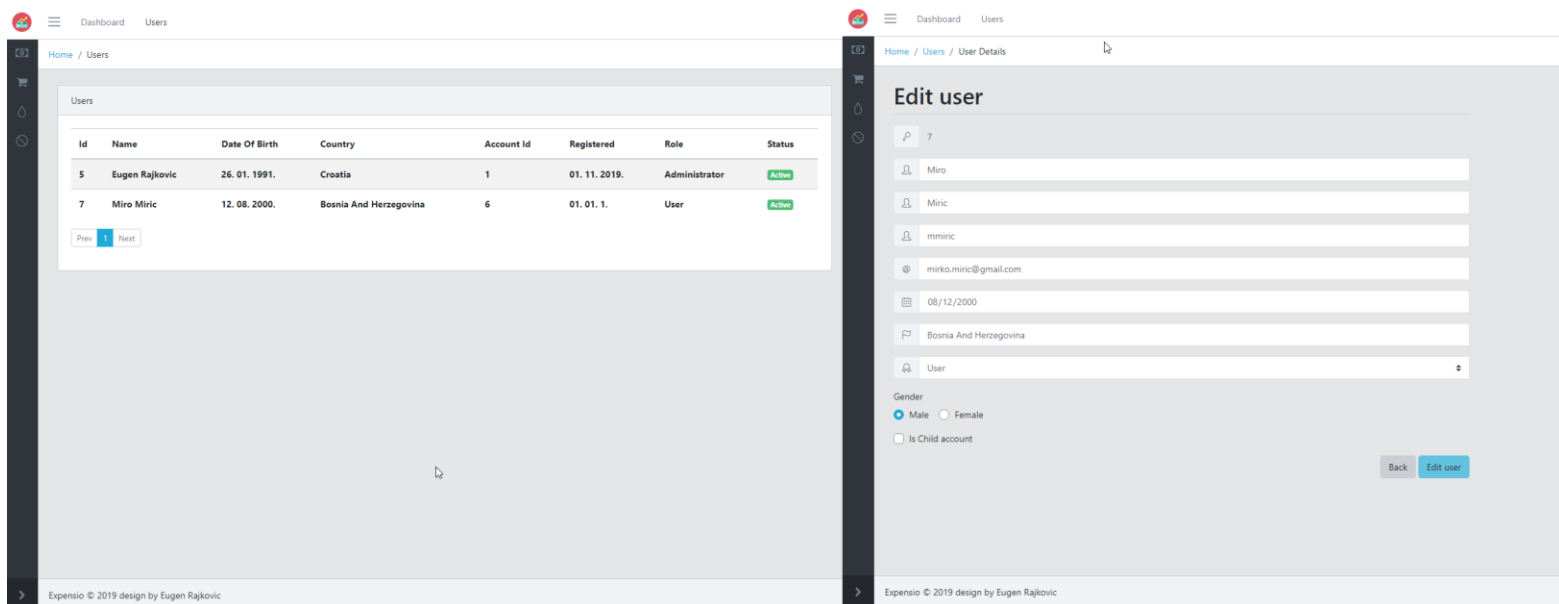 Dashboard Users
Home / Users
Users
Id Name Date Of Birth Country Account Id Registered Role Status
5 Eugen Rajkovic 26. 01. 1991. Croatia 1 01. 11. 2019. Administrator Active
7 Miro Miric 12. 08. 2000. Bosnia And Herzegovina 6 01. 01. 1. User Active
Prev 1 Next
Expensio © 2019 design by Eugen Rajkovic
Dashboard Users
Home / Users / User Details
Edit user
7
Miro
Miric
mmiric
@ mirko.miric@gmail.com
08/12/2000
Bosnia And Herzegovina
User
Gender
Male Female
Is Child account
Back Edit user
Expensio © 2019 design by Eugen Rajkovic